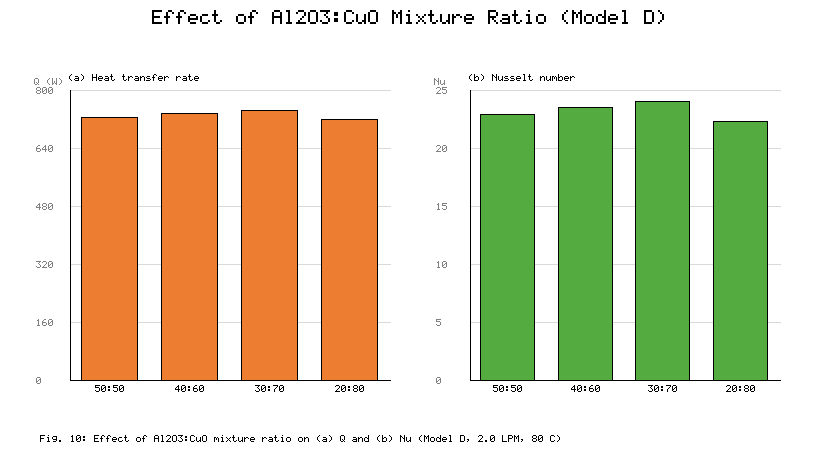 Effect of Al2O3:CuO Mixture Ratio (Model D)
Q (W) (a) Heat transfer rate
800
640
480
320
160
0
50:50 40:60 30:70 20:80
Nu (b) Nusselt number
25
20
15
10
5
0
50:50 40:60 30:70 20:80
Fig. 10: Effect of Al2O3:CuO mixture ratio on (a) Q and (b) Nu (Model D, 2.0 LPM, 80 C)